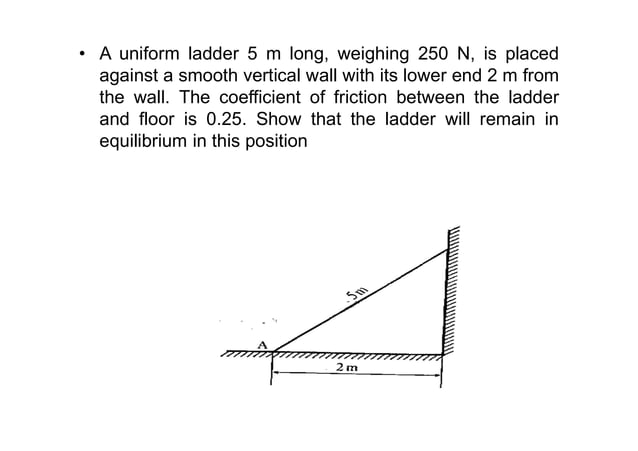 • A uniform ladder 5 m long, weighing 250 N, is placed
against a smooth vertical wall with its lower end 2 m from
the wall. The coefficient of friction between the ladder
and floor is 0.25. Show that the ladder will remain in
equilibrium in this position
5m
A
2 m